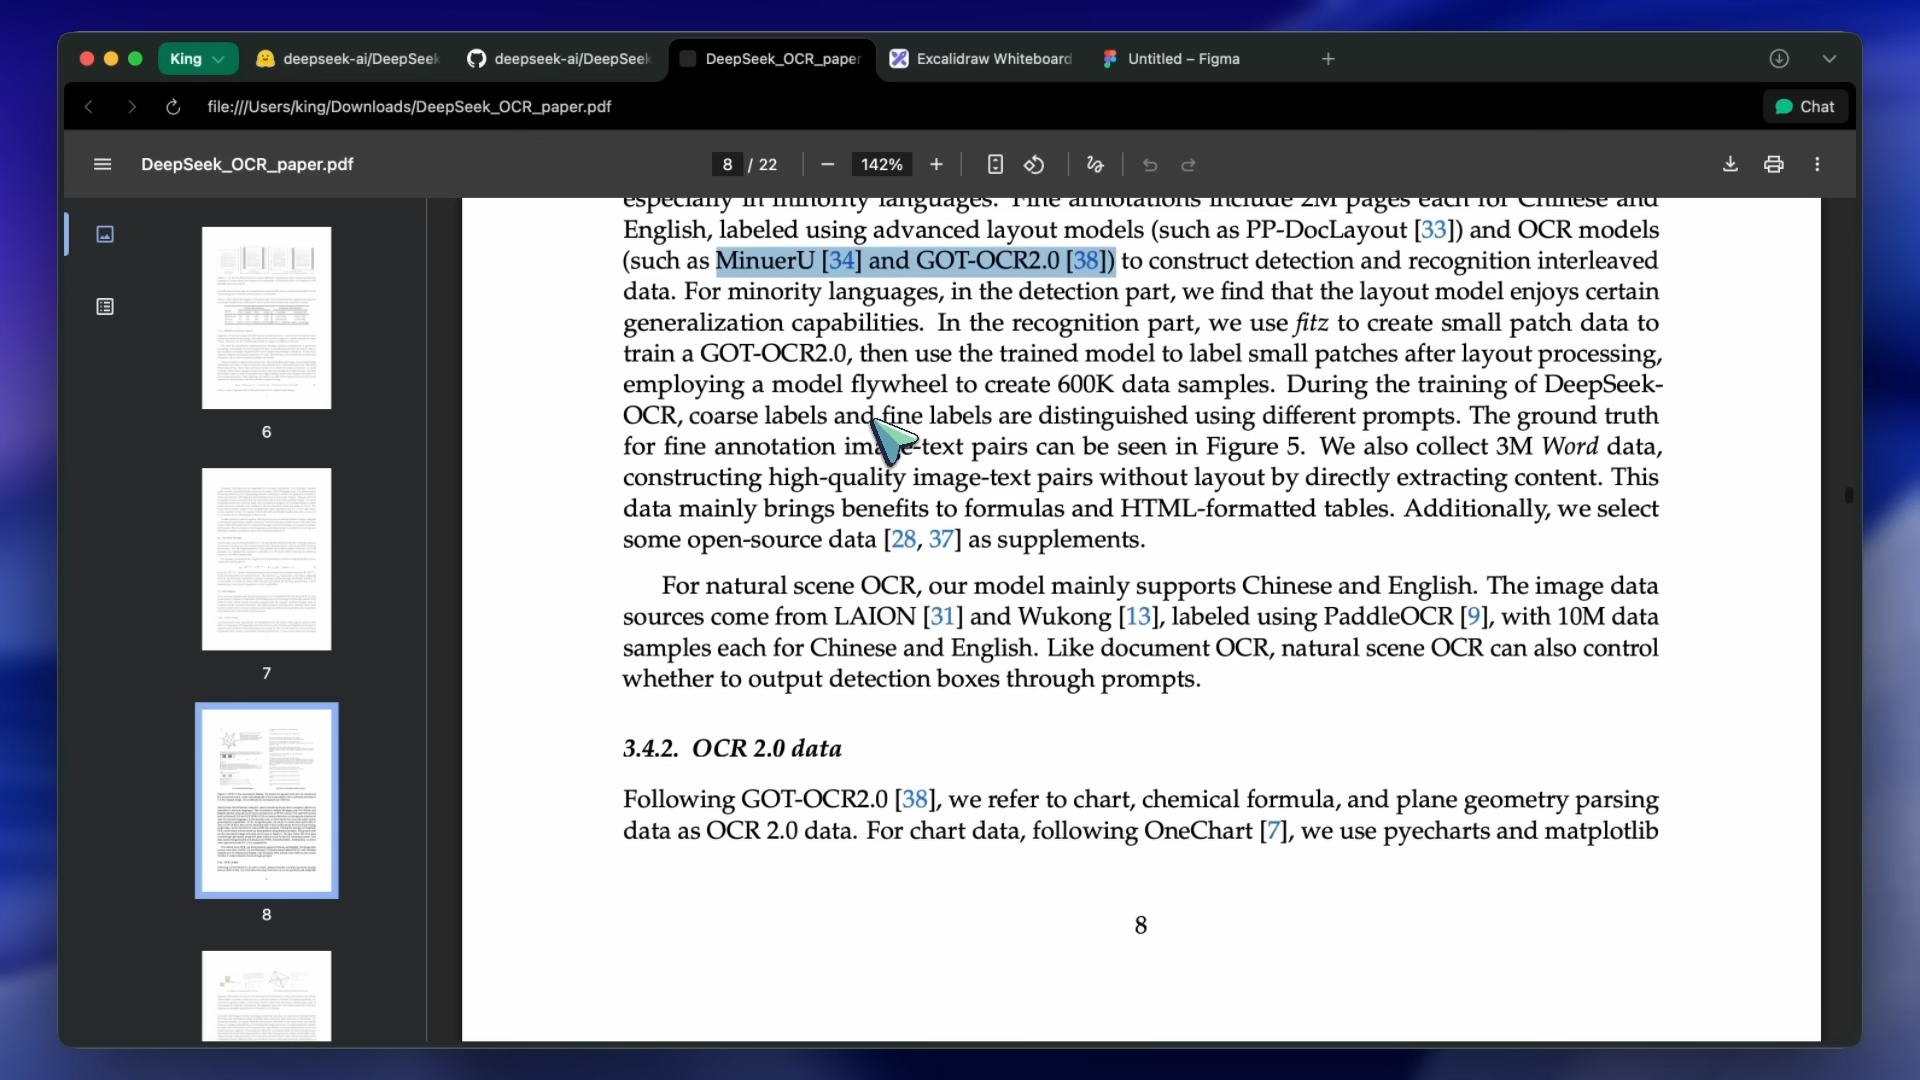 King
deepseek-ai/DeepSeek
deepseek-ai/DeepSeek
DeepSeek_OCR_paper
Excalidraw Whiteboard
Untitled – Figma
file:///Users/king/Downloads/DeepSeek_OCR_paper.pdf
Chat
DeepSeek_OCR_paper.pdf
8 / 22
142%
6
7
8
especially in minority languages. Fine annotations include 2M pages each for Chinese and
English, labeled using advanced layout models (such as PP-DocLayout [33]) and OCR models
(such as MinuerU [34] and GOT-OCR2.0 [38]) to construct detection and recognition interleaved
data. For minority languages, in the detection part, we find that the layout model enjoys certain
generalization capabilities. In the recognition part, we use fitz to create small patch data to
train a GOT-OCR2.0, then use the trained model to label small patches after layout processing,
employing a model flywheel to create 600K data samples. During the training of DeepSeek-
OCR, coarse labels and fine labels are distinguished using different prompts. The ground truth
for fine annotation image-text pairs can be seen in Figure 5. We also collect 3M Word data,
constructing high-quality image-text pairs without layout by directly extracting content. This
data mainly brings benefits to formulas and HTML-formatted tables. Additionally, we select
some open-source data [28, 37] as supplements.
For natural scene OCR, our model mainly supports Chinese and English. The image data
sources come from LAION [31] and Wukong [13], labeled using PaddleOCR [9], with 10M data
samples each for Chinese and English. Like document OCR, natural scene OCR can also control
whether to output detection boxes through prompts.
3.4.2. OCR 2.0 data
Following GOT-OCR2.0 [38], we refer to chart, chemical formula, and plane geometry parsing
data as OCR 2.0 data. For chart data, following OneChart [7], we use pyecharts and matplotlib
8